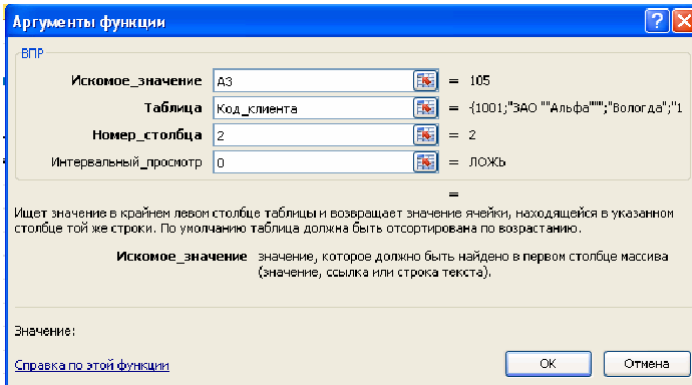 Аргументы функции
ВПР
Искомое_значение А3 = 105
Таблица Код_клиента = {1001;"ЗАО ""Альфа""";"Вологда";"1
Номер_столбца 2 = 2
Интервальный_просмотр 0 = ЛОЖЬ
=
Ищет значение в крайнем левом столбце таблицы и возвращает значение ячейки, находящейся в указанном
столбце той же строки. По умолчанию таблица должна быть отсортирована по возрастанию.
Искомое_значение значение, которое должно быть найдено в первом столбце массива
(значение, ссылка или строка текста).
Значение:
Справка по этой функции ОК Отмена